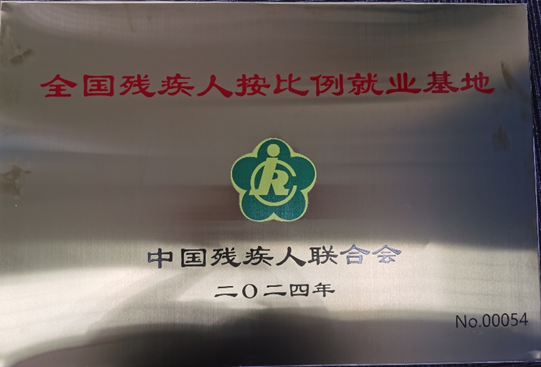 全国残疾人按比例就业基地
中国残疾人联合会
二〇二四年
No.00054